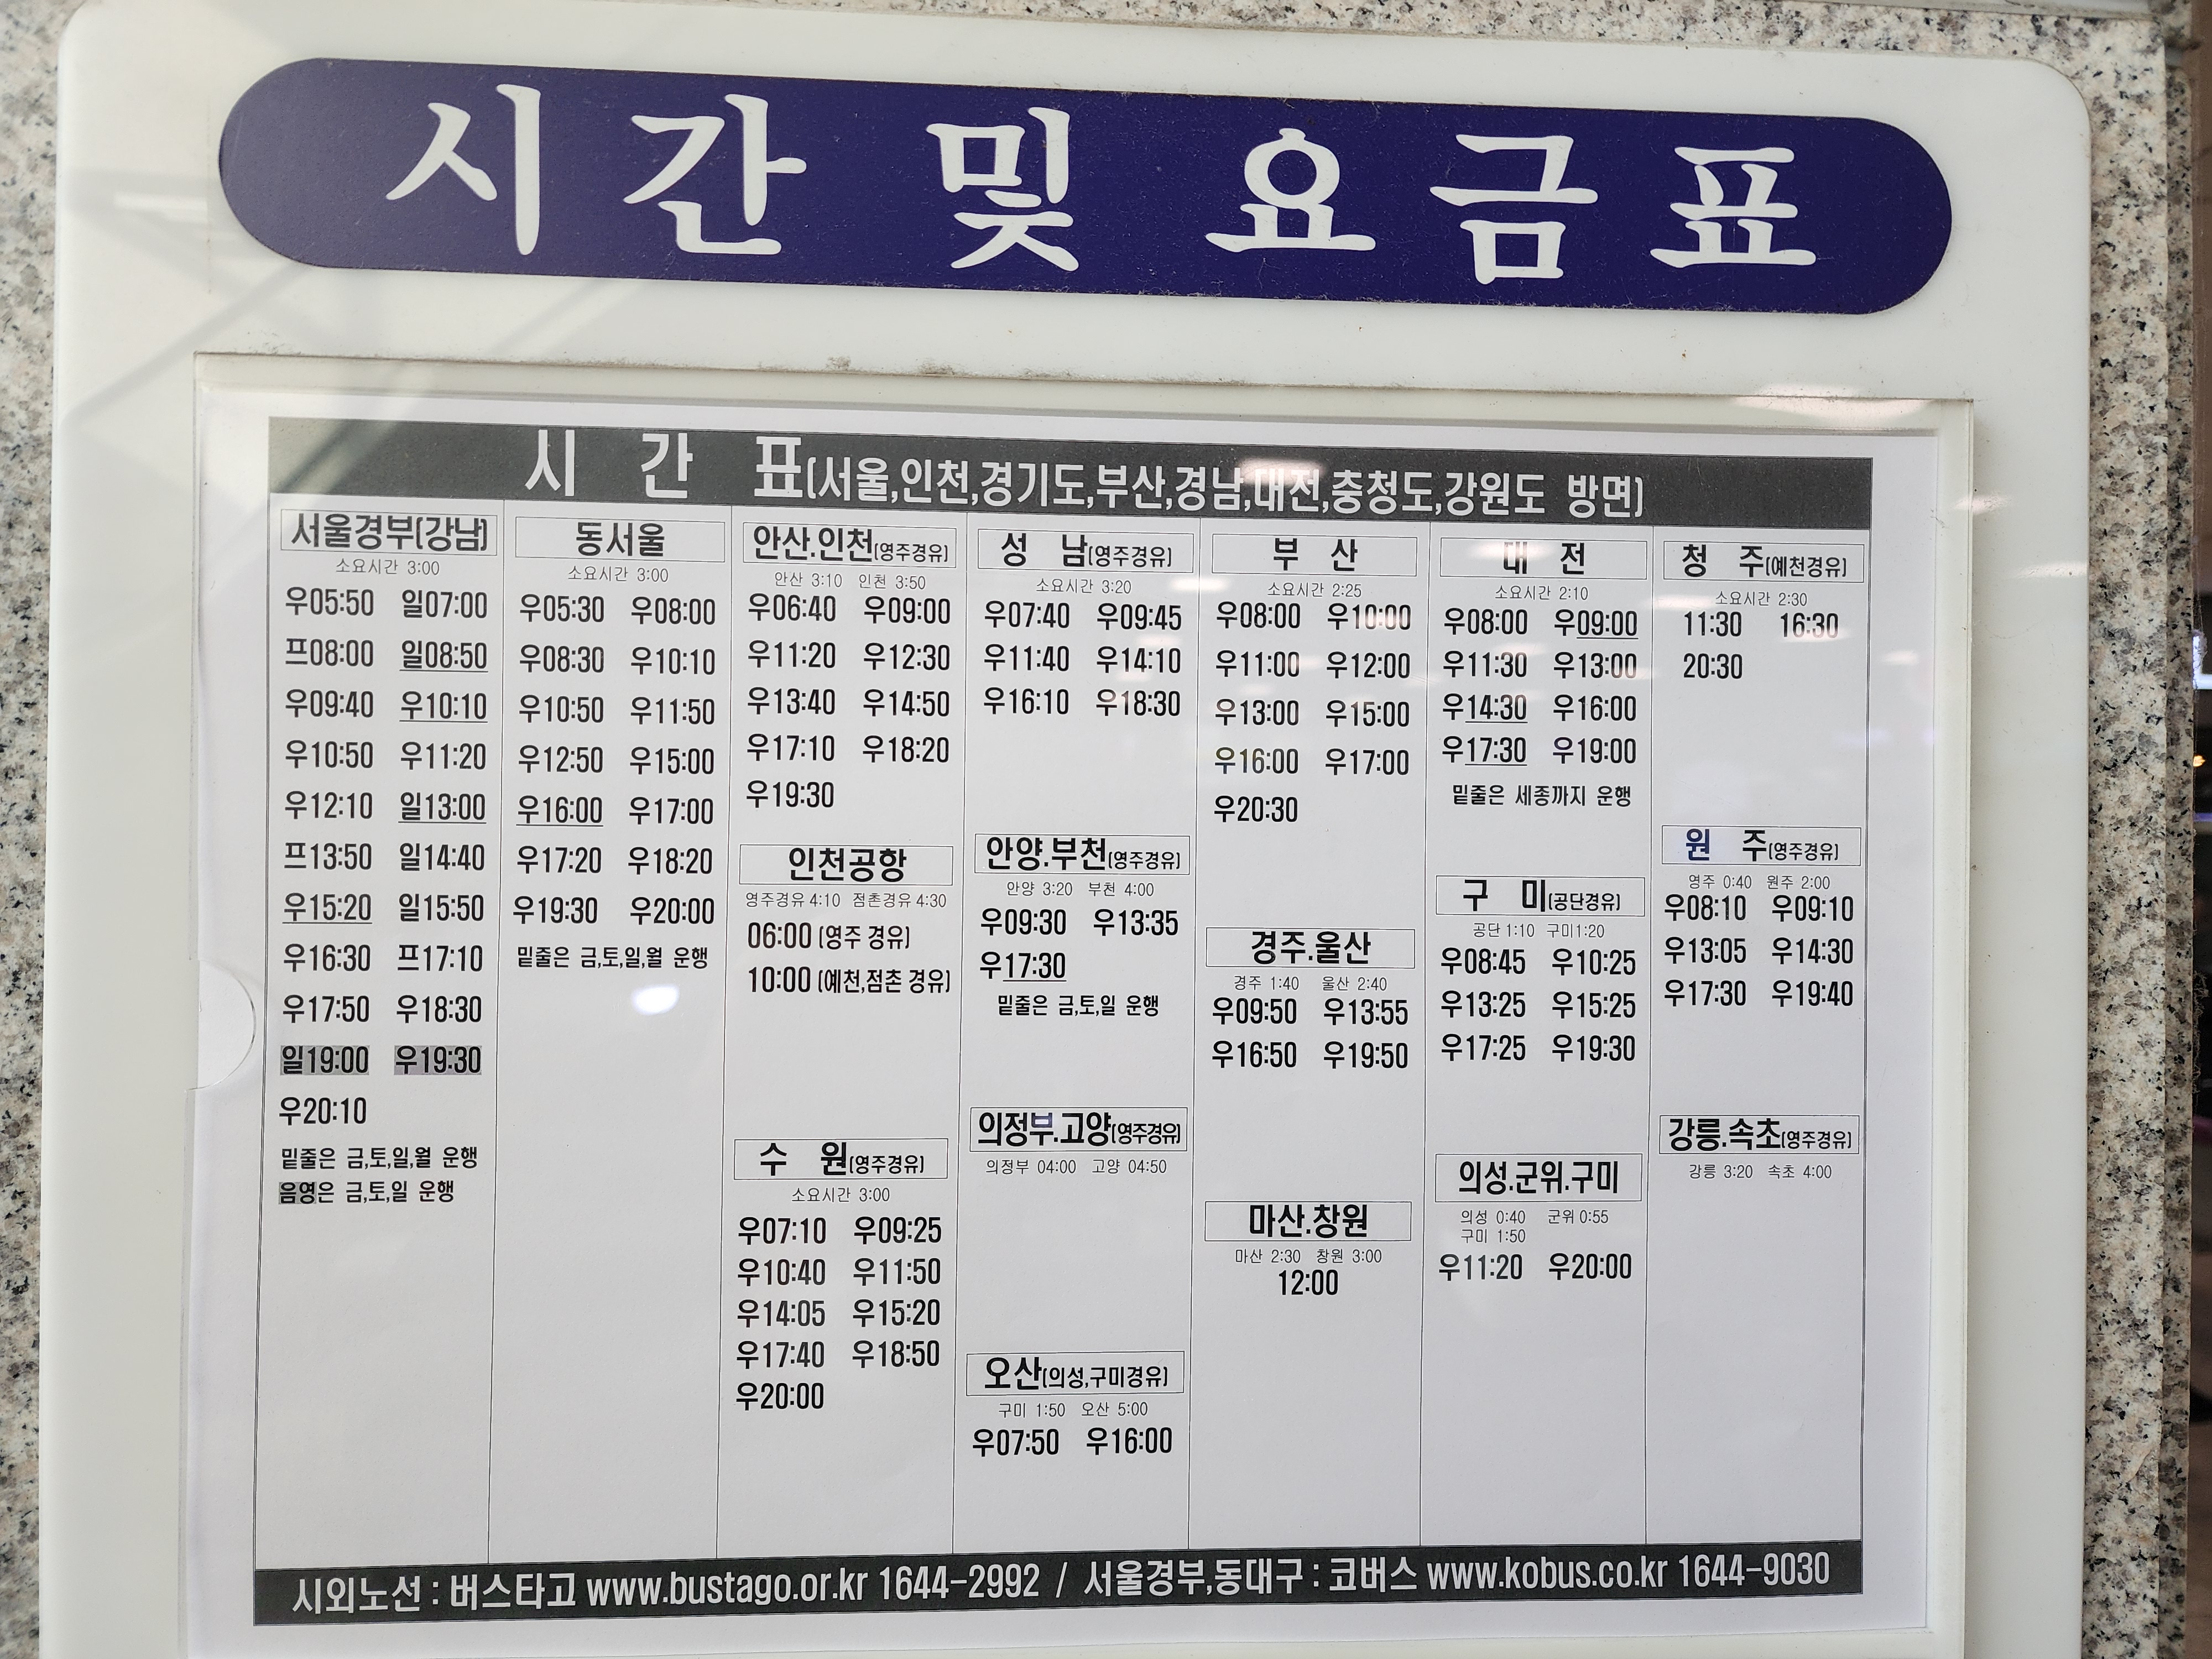 시간 및 요금표
시 간 표(서울,인천,경기도,부산,경남,대전,충청도,강원도 방면)
서울경부(강남)
소요시간 3:00
우05:50 일07:00
프08:00 일08:50
우09:40 우10:10
우10:50 우11:20
우12:10 일13:00
프13:50 일14:40
우15:20 일15:50
우16:30 프17:10
우17:50 우18:30
일19:00 우19:30
우20:10
밑줄은 금,토,일,월 운행
음영은 금,토,일 운행
동서울
소요시간 3:00
우05:30 우08:00
우08:30 우10:10
우10:50 우11:50
우12:50 우15:00
우16:00 우17:00
우17:20 우18:20
우19:30 우20:00
밑줄은 금,토,일,월 운행
안산.인천(영주경유)
안산 3:10 인천 3:50
우06:40 우09:00
우11:20 우12:30
우13:40 우14:50
우17:10 우18:20
우19:30
인천공항
영주경유 4:10 점촌경유 4:30
06:00 (영주 경유)
10:00 (예천,점촌 경유)
수 원(영주경유)
소요시간 3:00
우07:10 우09:25
우10:40 우11:50
우14:05 우15:20
우17:40 우18:50
우20:00
성 남(영주경유)
소요시간 3:20
우07:40 우09:45
우11:40 우14:10
우16:10 우18:30
안양.부천(영주경유)
안양 3:20 부천 4:00
우09:30 우13:35
우17:30
밑줄은 금,토,일 운행
의정부.고양(영주경유)
의정부 04:00 고양 04:50
오산(의성,구미경유)
구미 1:50 오산 5:00
우07:50 우16:00
부 산
소요시간 2:25
우08:00 우10:00
우11:00 우12:00
우13:00 우15:00
우16:00 우17:00
우20:30
경주.울산
경주 1:40 울산 2:40
우09:50 우13:55
우16:50 우19:50
마산.창원
마산 2:30 창원 3:00
12:00
대 전
소요시간 2:10
우08:00 우09:00
우11:30 우13:00
우14:30 우16:00
우17:30 우19:00
밑줄은 세종까지 운행
구 미(공단경유)
공단 1:10 구미1:20
우08:45 우10:25
우13:25 우15:25
우17:25 우19:30
의성.군위.구미
의성 0:40 군위 0:55
구미 1:50
우11:20 우20:00
청 주(예천경유)
소요시간 2:30
11:30 16:30
20:30
원 주(영주경유)
영주 0:40 원주 2:00
우08:10 우09:10
우13:05 우14:30
우17:30 우19:40
강릉.속초(영주경유)
강릉 3:20 속초 4:00
시외노선 : 버스타고 www.bustago.or.kr 1644-2992 / 서울경부,동대구 : 코버스 www.kobus.co.kr 1644-9030